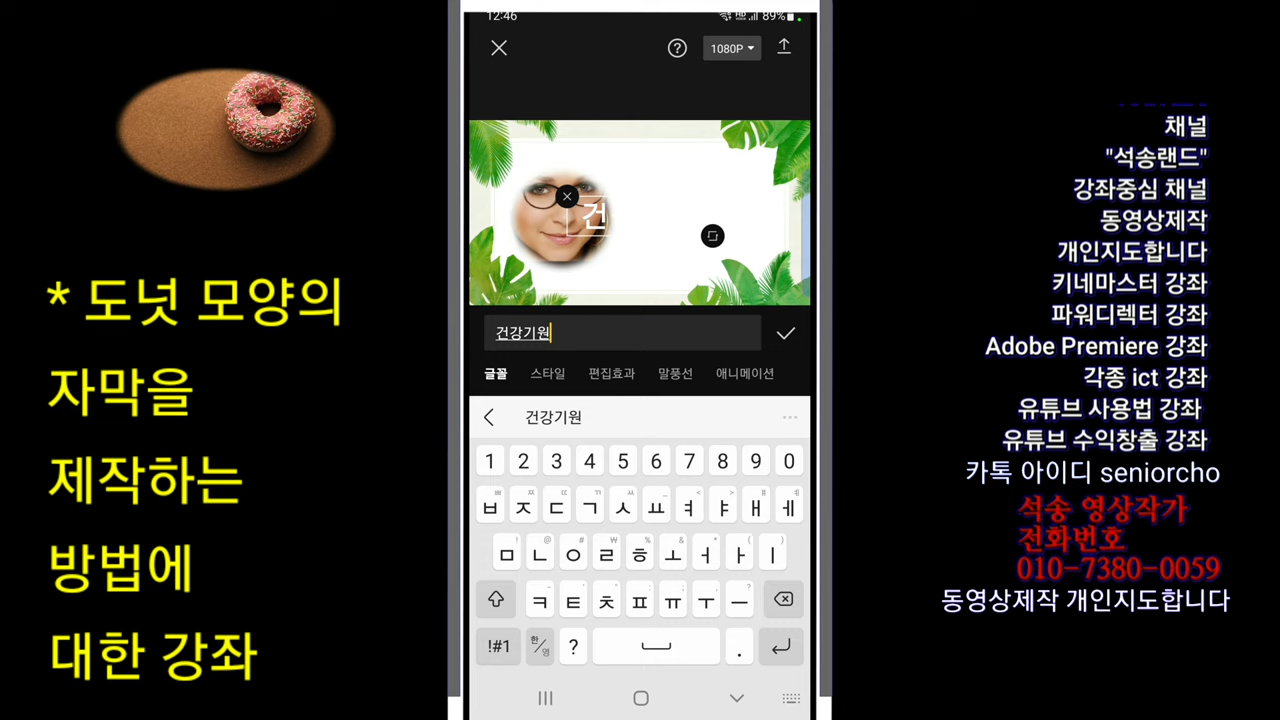 * 도넛 모양의
자막을
제작하는
방법에
대한 강좌
12:46
89%
?
1080P
건
건강기원
글꼴 스타일 편집효과 말풍선 애니메이션
건강기원
1 2 3 4 5 6 7 8 9 0
ㅂ ㅈ ㄷ ㄱ ㅅ ㅛ ㅕ ㅑ ㅐ ㅔ
ㅁ ㄴ ㅇ ㄹ ㅎ ㅗ ㅓ ㅏ ㅣ
ㅋ ㅌ ㅊ ㅍ ㅠ ㅜ ㅡ
!#1 한/영 ? .
채널
"석송랜드"
강좌중심 채널
동영상제작
개인지도합니다
키네마스터 강좌
파워디렉터 강좌
Adobe Premiere 강좌
각종 ict 강좌
유튜브 사용법 강좌
유튜브 수익창출 강좌
카톡 아이디 seniorcho
석송 영상작가
전화번호
010-7380-0059
동영상제작 개인지도합니다